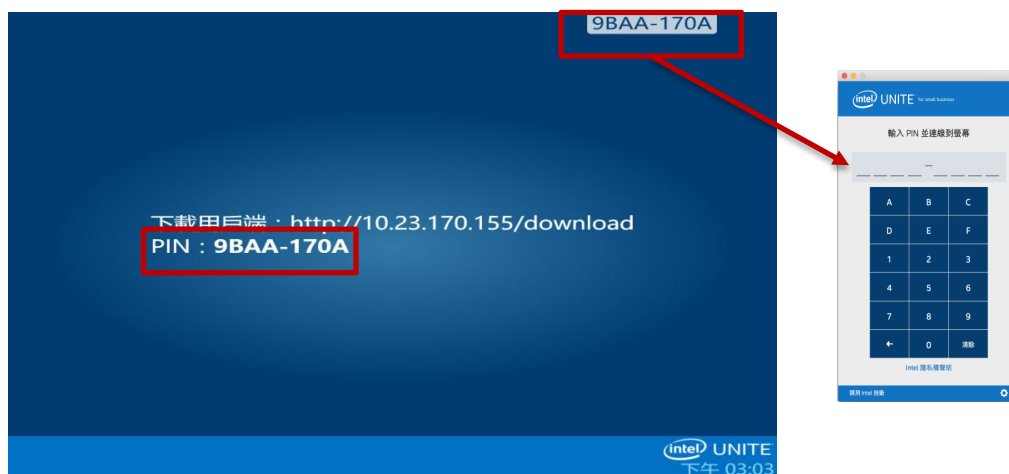 9BAA-170A
下載用戶端：http://10.23.170.155/download
PIN：9BAA-170A
intel UNITE
下午 03:03
intel UNITE for small business
輸入 PIN 並連線到螢幕
____-____
A B C
D E F
1 2 3
4 5 6
7 8 9
← 0 清除
Intel 隱私權聲明
採用 Intel 技術